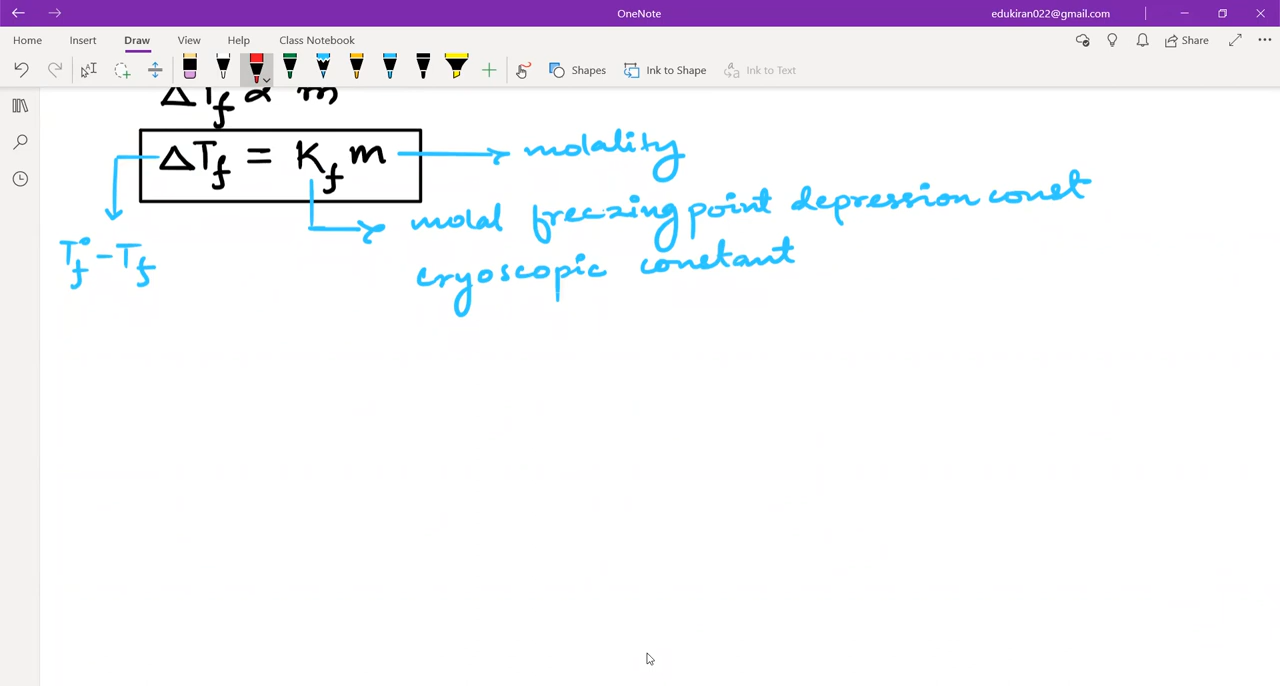 OneNote
edukiran022@gmail.com
Home Insert Draw View Help Class Notebook
Share
Shapes Ink to Shape Ink to Text
ΔTf α m
ΔTf = Kf m
molality
molal freezing point depression const
Tf° - Tf
cryoscopic constant